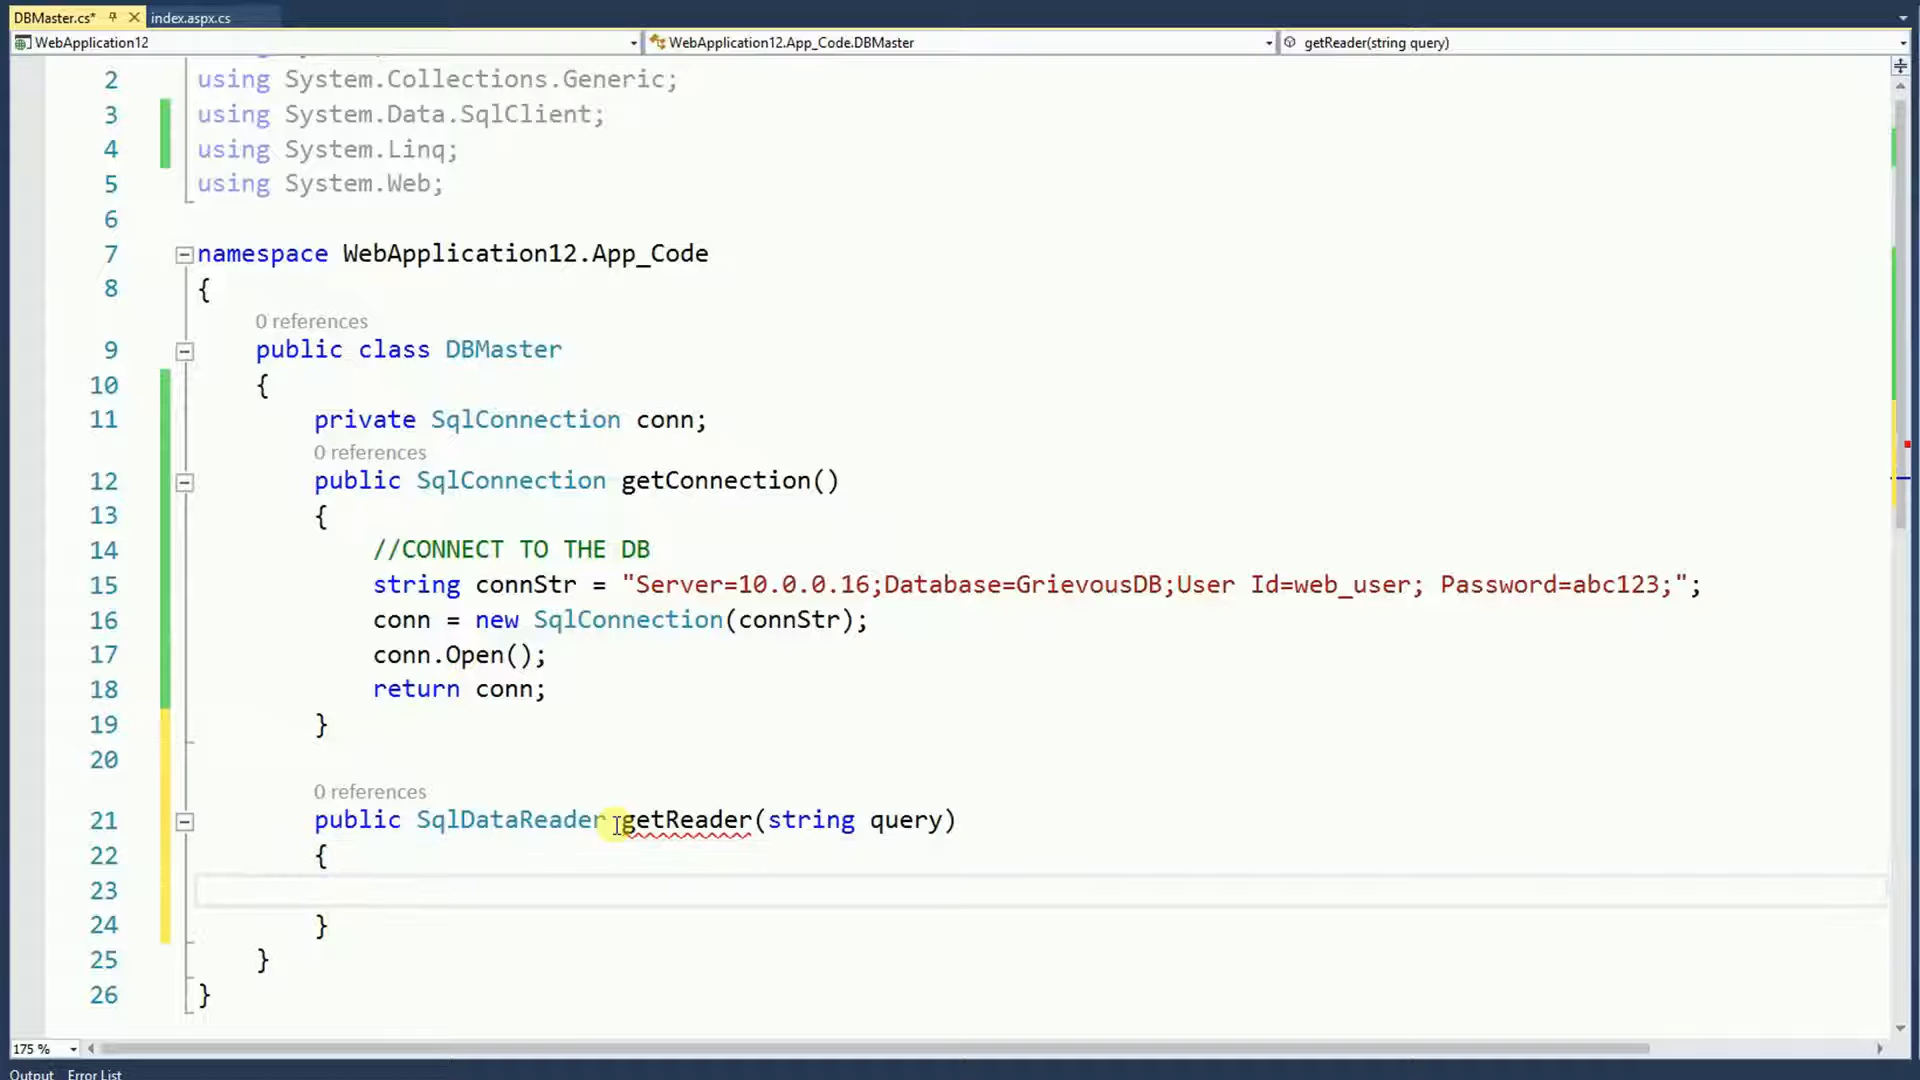 DBMaster.cs* index.aspx.cs
WebApplication12 WebApplication12.App_Code.DBMaster getReader(string query)
2 using System.Collections.Generic;
3 using System.Data.SqlClient;
4 using System.Linq;
5 using System.Web;
6
7 namespace WebApplication12.App_Code
8 {
0 references
9 public class DBMaster
10 {
11 private SqlConnection conn;
0 references
12 public SqlConnection getConnection()
13 {
14 //CONNECT TO THE DB
15 string connStr = "Server=10.0.0.16;Database=GrievousDB;User Id=web_user; Password=abc123;";
16 conn = new SqlConnection(connStr);
17 conn.Open();
18 return conn;
19 }
20
0 references
21 public SqlDataReader getReader(string query)
22 {
23
24 }
25 }
26 }
175 %
Output Error List